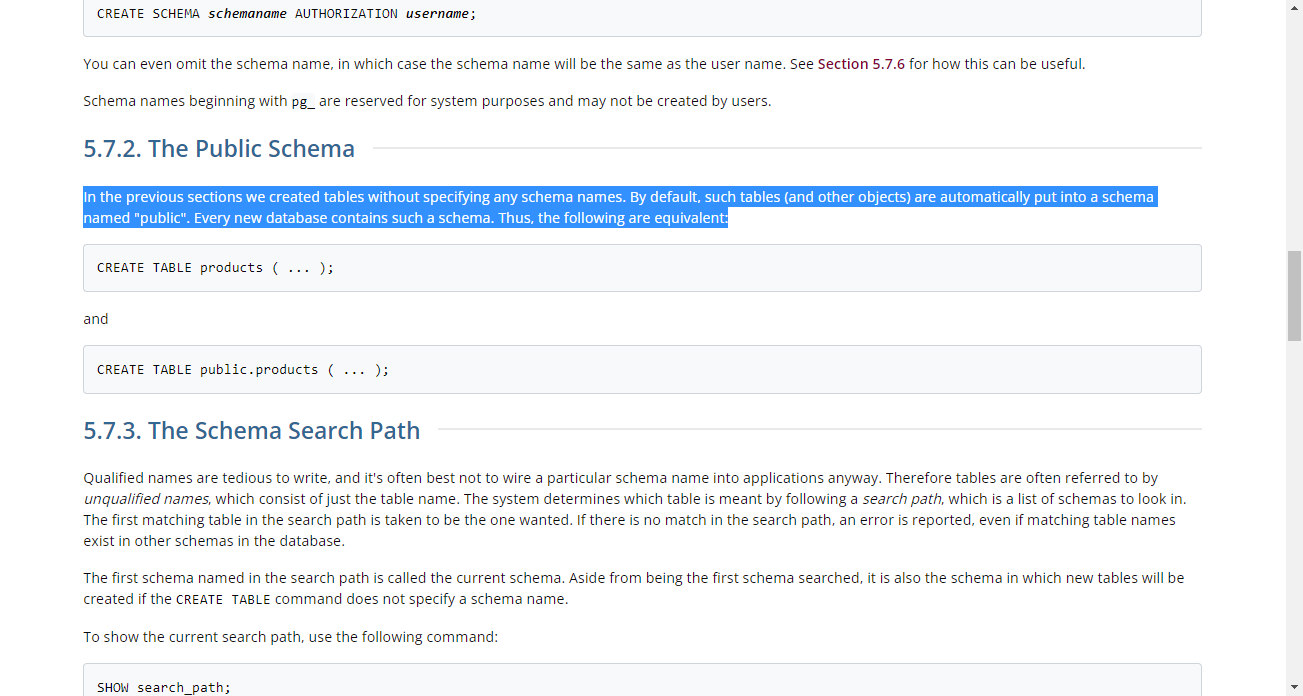 CREATE SCHEMA schemaname AUTHORIZATION username;
You can even omit the schema name, in which case the schema name will be the same as the user name. See Section 5.7.6 for how this can be useful.
Schema names beginning with pg_ are reserved for system purposes and may not be created by users.
5.7.2. The Public Schema
In the previous sections we created tables without specifying any schema names. By default, such tables (and other objects) are automatically put into a schema
named "public". Every new database contains such a schema. Thus, the following are equivalent:
CREATE TABLE products ( ... );
and
CREATE TABLE public.products ( ... );
5.7.3. The Schema Search Path
Qualified names are tedious to write, and it's often best not to wire a particular schema name into applications anyway. Therefore tables are often referred to by
unqualified names, which consist of just the table name. The system determines which table is meant by following a search path, which is a list of schemas to look in.
The first matching table in the search path is taken to be the one wanted. If there is no match in the search path, an error is reported, even if matching table names
exist in other schemas in the database.
The first schema named in the search path is called the current schema. Aside from being the first schema searched, it is also the schema in which new tables will be
created if the CREATE TABLE command does not specify a schema name.
To show the current search path, use the following command:
SHOW search_path;